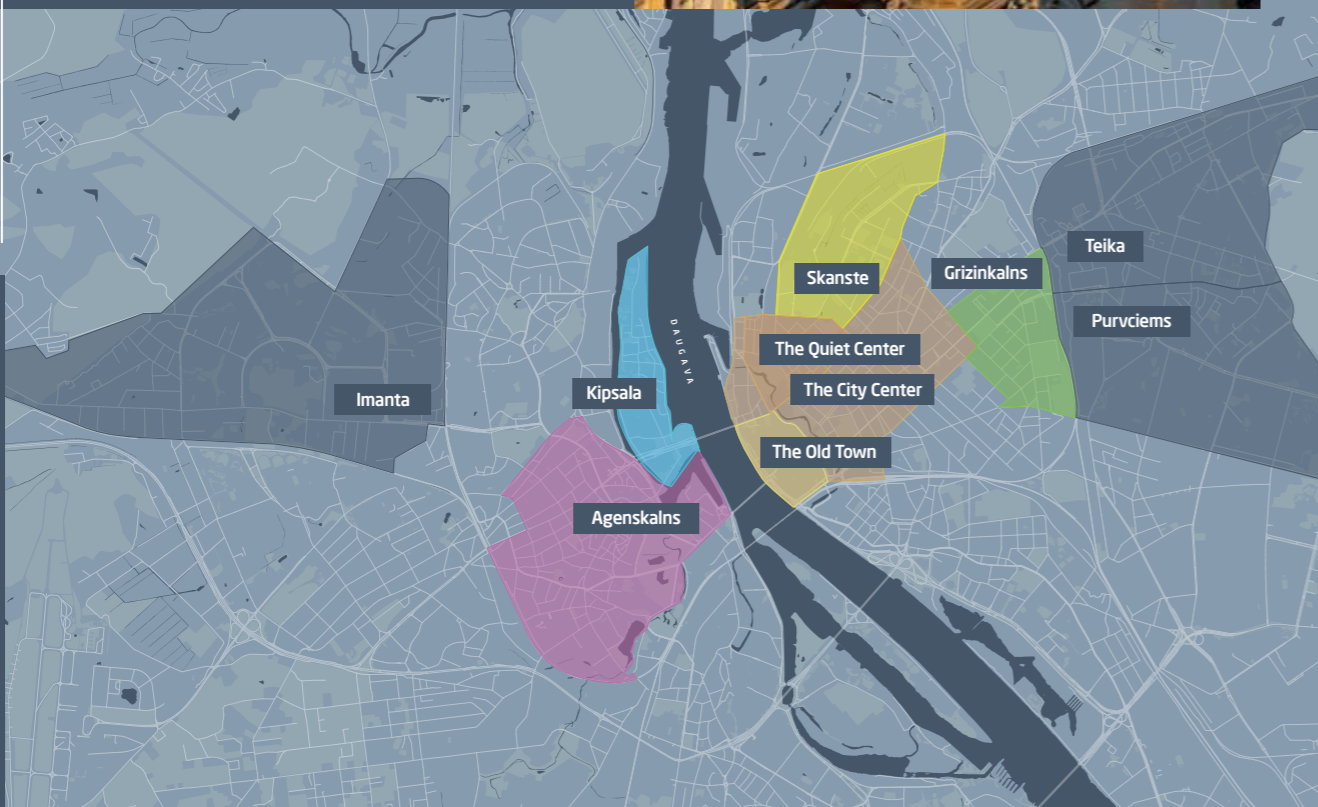 Teika
Grizinkalns
Skanste
Purvciems
DAUGAVA
The Quiet Center
The City Center
Kipsala
Imanta
The Old Town
Agenskalns